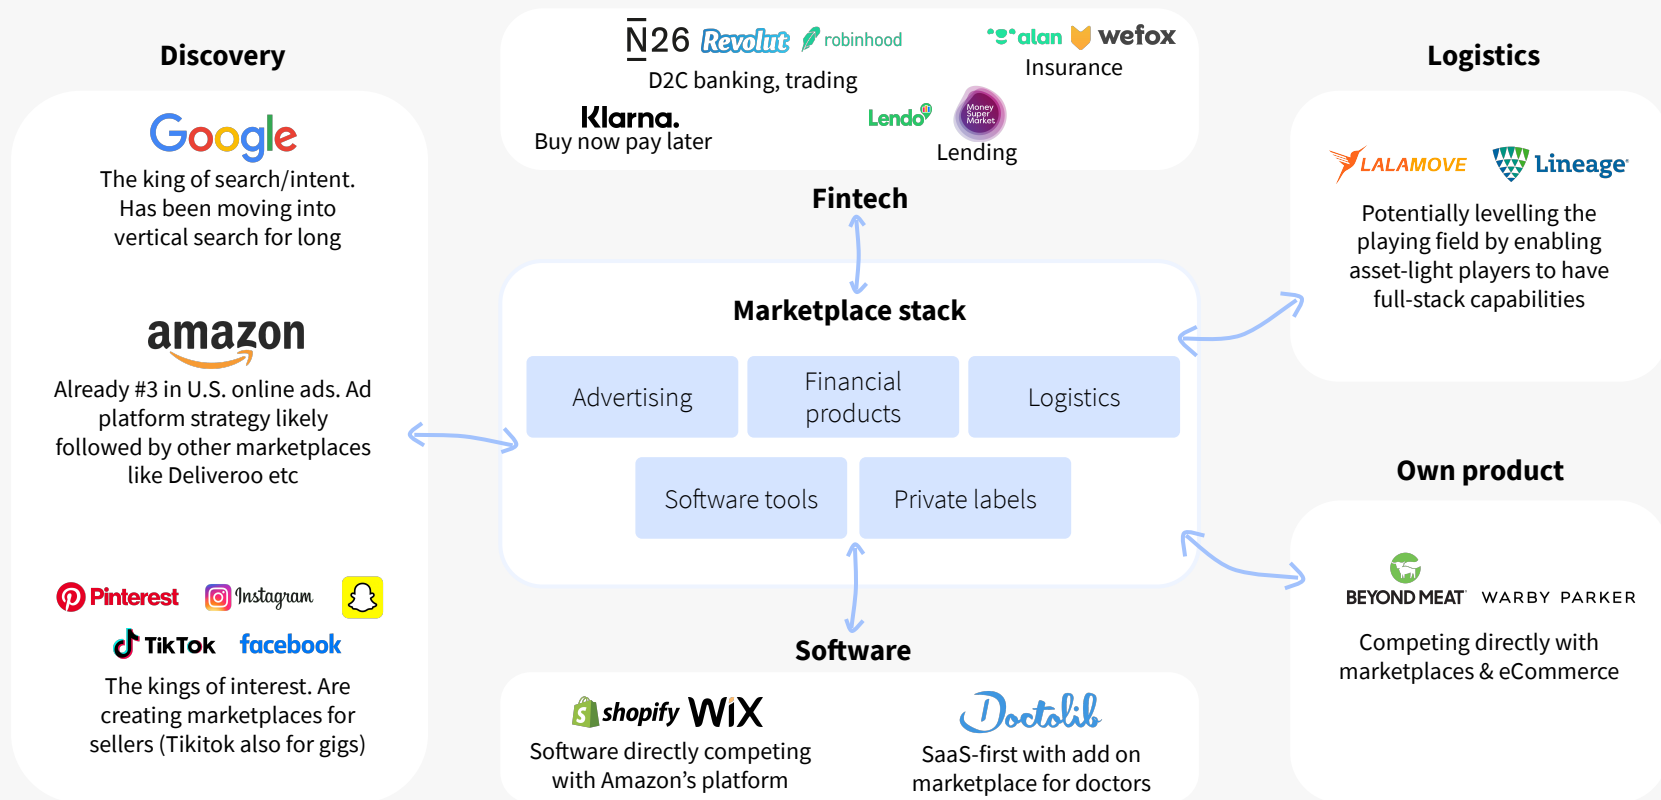 Discovery
Google
The king of search/intent.
Has been moving into
vertical search for long
amazon
Already #3 in U.S. online ads. Ad
platform strategy likely
followed by other marketplaces
like Deliveroo etc
Pinterest Instagram
TikTok facebook
The kings of interest. Are
creating marketplaces for
sellers (Tikitok also for gigs)
N26 Revolut robinhood
D2C banking, trading
alan wefox
Insurance
Klarna.
Buy now pay later
Lendo Money
Super
Market
Lending
Fintech
Marketplace stack
Advertising
Financial
products
Logistics
Software tools
Private labels
Software
shopify WiX
Software directly competing
with Amazon’s platform
Doctolib
SaaS-first with add on
marketplace for doctors
Logistics
LALAMOVE Lineage
Potentially levelling the
playing field by enabling
asset-light players to have
full-stack capabilities
Own product
BEYOND MEAT WARBY PARKER
Competing directly with
marketplaces & eCommerce